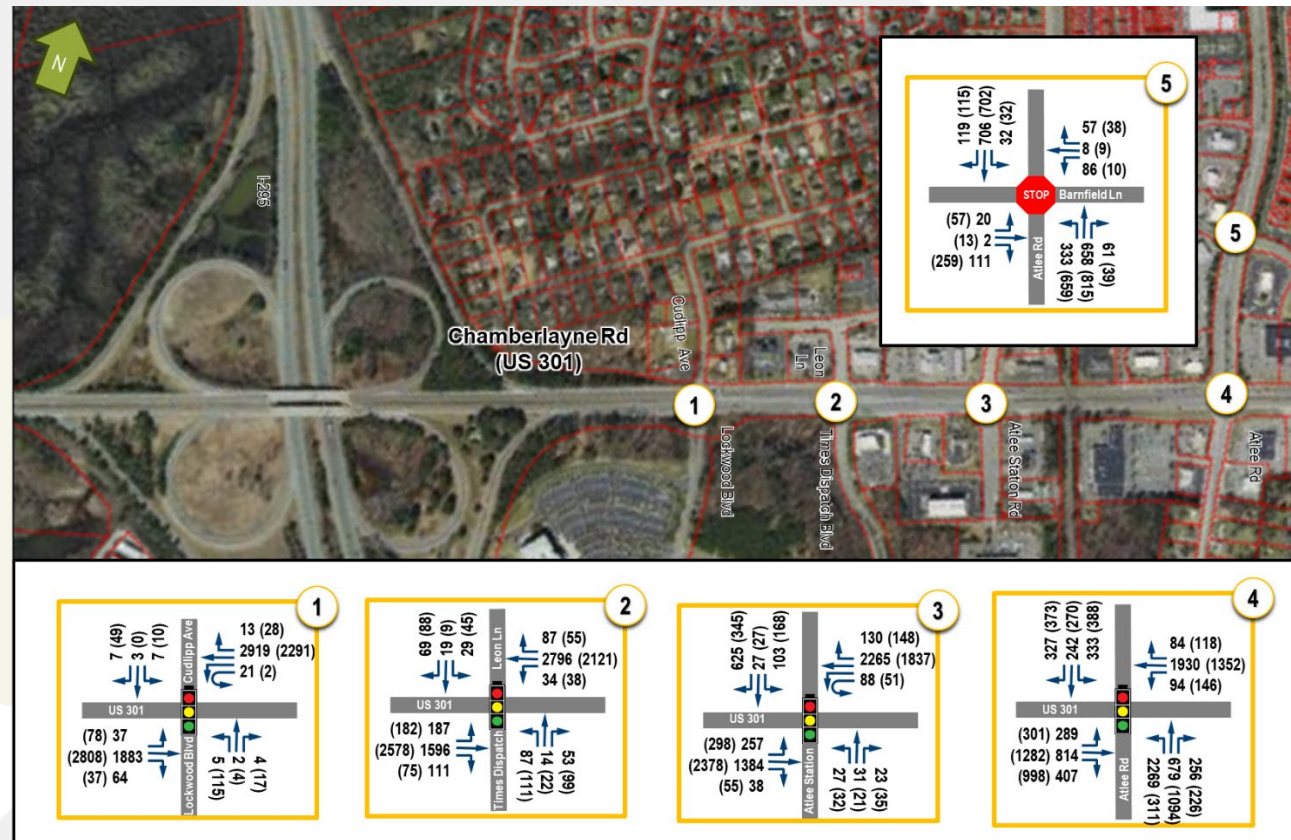 N
I-295
Chamberlayne Rd
(US 301)
Cudlipp Ave
Leon
Ln
1
2
3
4
5
Lockwood Blvd
Times Dispatch Blvd
Atlee Station Rd
Atlee Rd
5
119 (115)
706 (702)
32 (32)
57 (38)
8 (9)
86 (10)
STOP
Barnfield Ln
(57) 20
(13) 2
(259) 111
Atlee Rd
333 (659)
658 (815)
61 (39)
1
7 (49)
3 (0)
7 (10)
Cudlipp Ave
13 (28)
2919 (2291)
21 (2)
US 301
(78) 37
(2808) 1883
(37) 64
Lockwood Blvd
5 (115)
2 (4)
4 (17)
2
69 (88)
19 (9)
29 (45)
Leon Ln
87 (55)
2796 (2121)
34 (38)
US 301
(182) 187
(2578) 1596
(75) 111
Times Dispatch
87 (111)
14 (22)
53 (99)
3
625 (345)
27 (27)
103 (168)
130 (148)
2265 (1837)
88 (51)
US 301
(298) 257
(2378) 1384
(55) 38
Atlee Station
27 (32)
31 (21)
23 (35)
4
327 (373)
242 (270)
333 (388)
84 (118)
1930 (1352)
94 (146)
US 301
(301) 289
(1282) 814
(998) 407
Atlee Rd
2269 (311)
679 (1094)
256 (226)